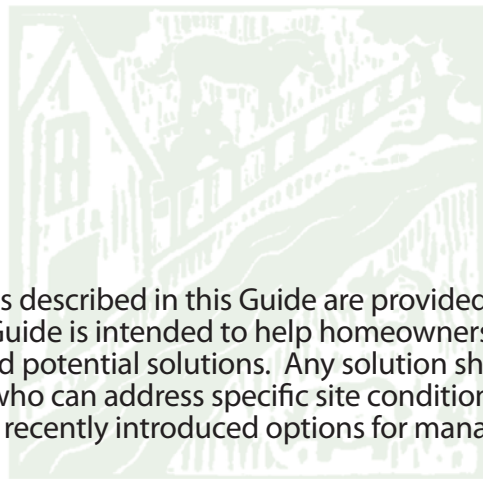 s described in this Guide are provided
Guide is intended to help homeowners
d potential solutions. Any solution sh
who can address specific site condition
recently introduced options for mana